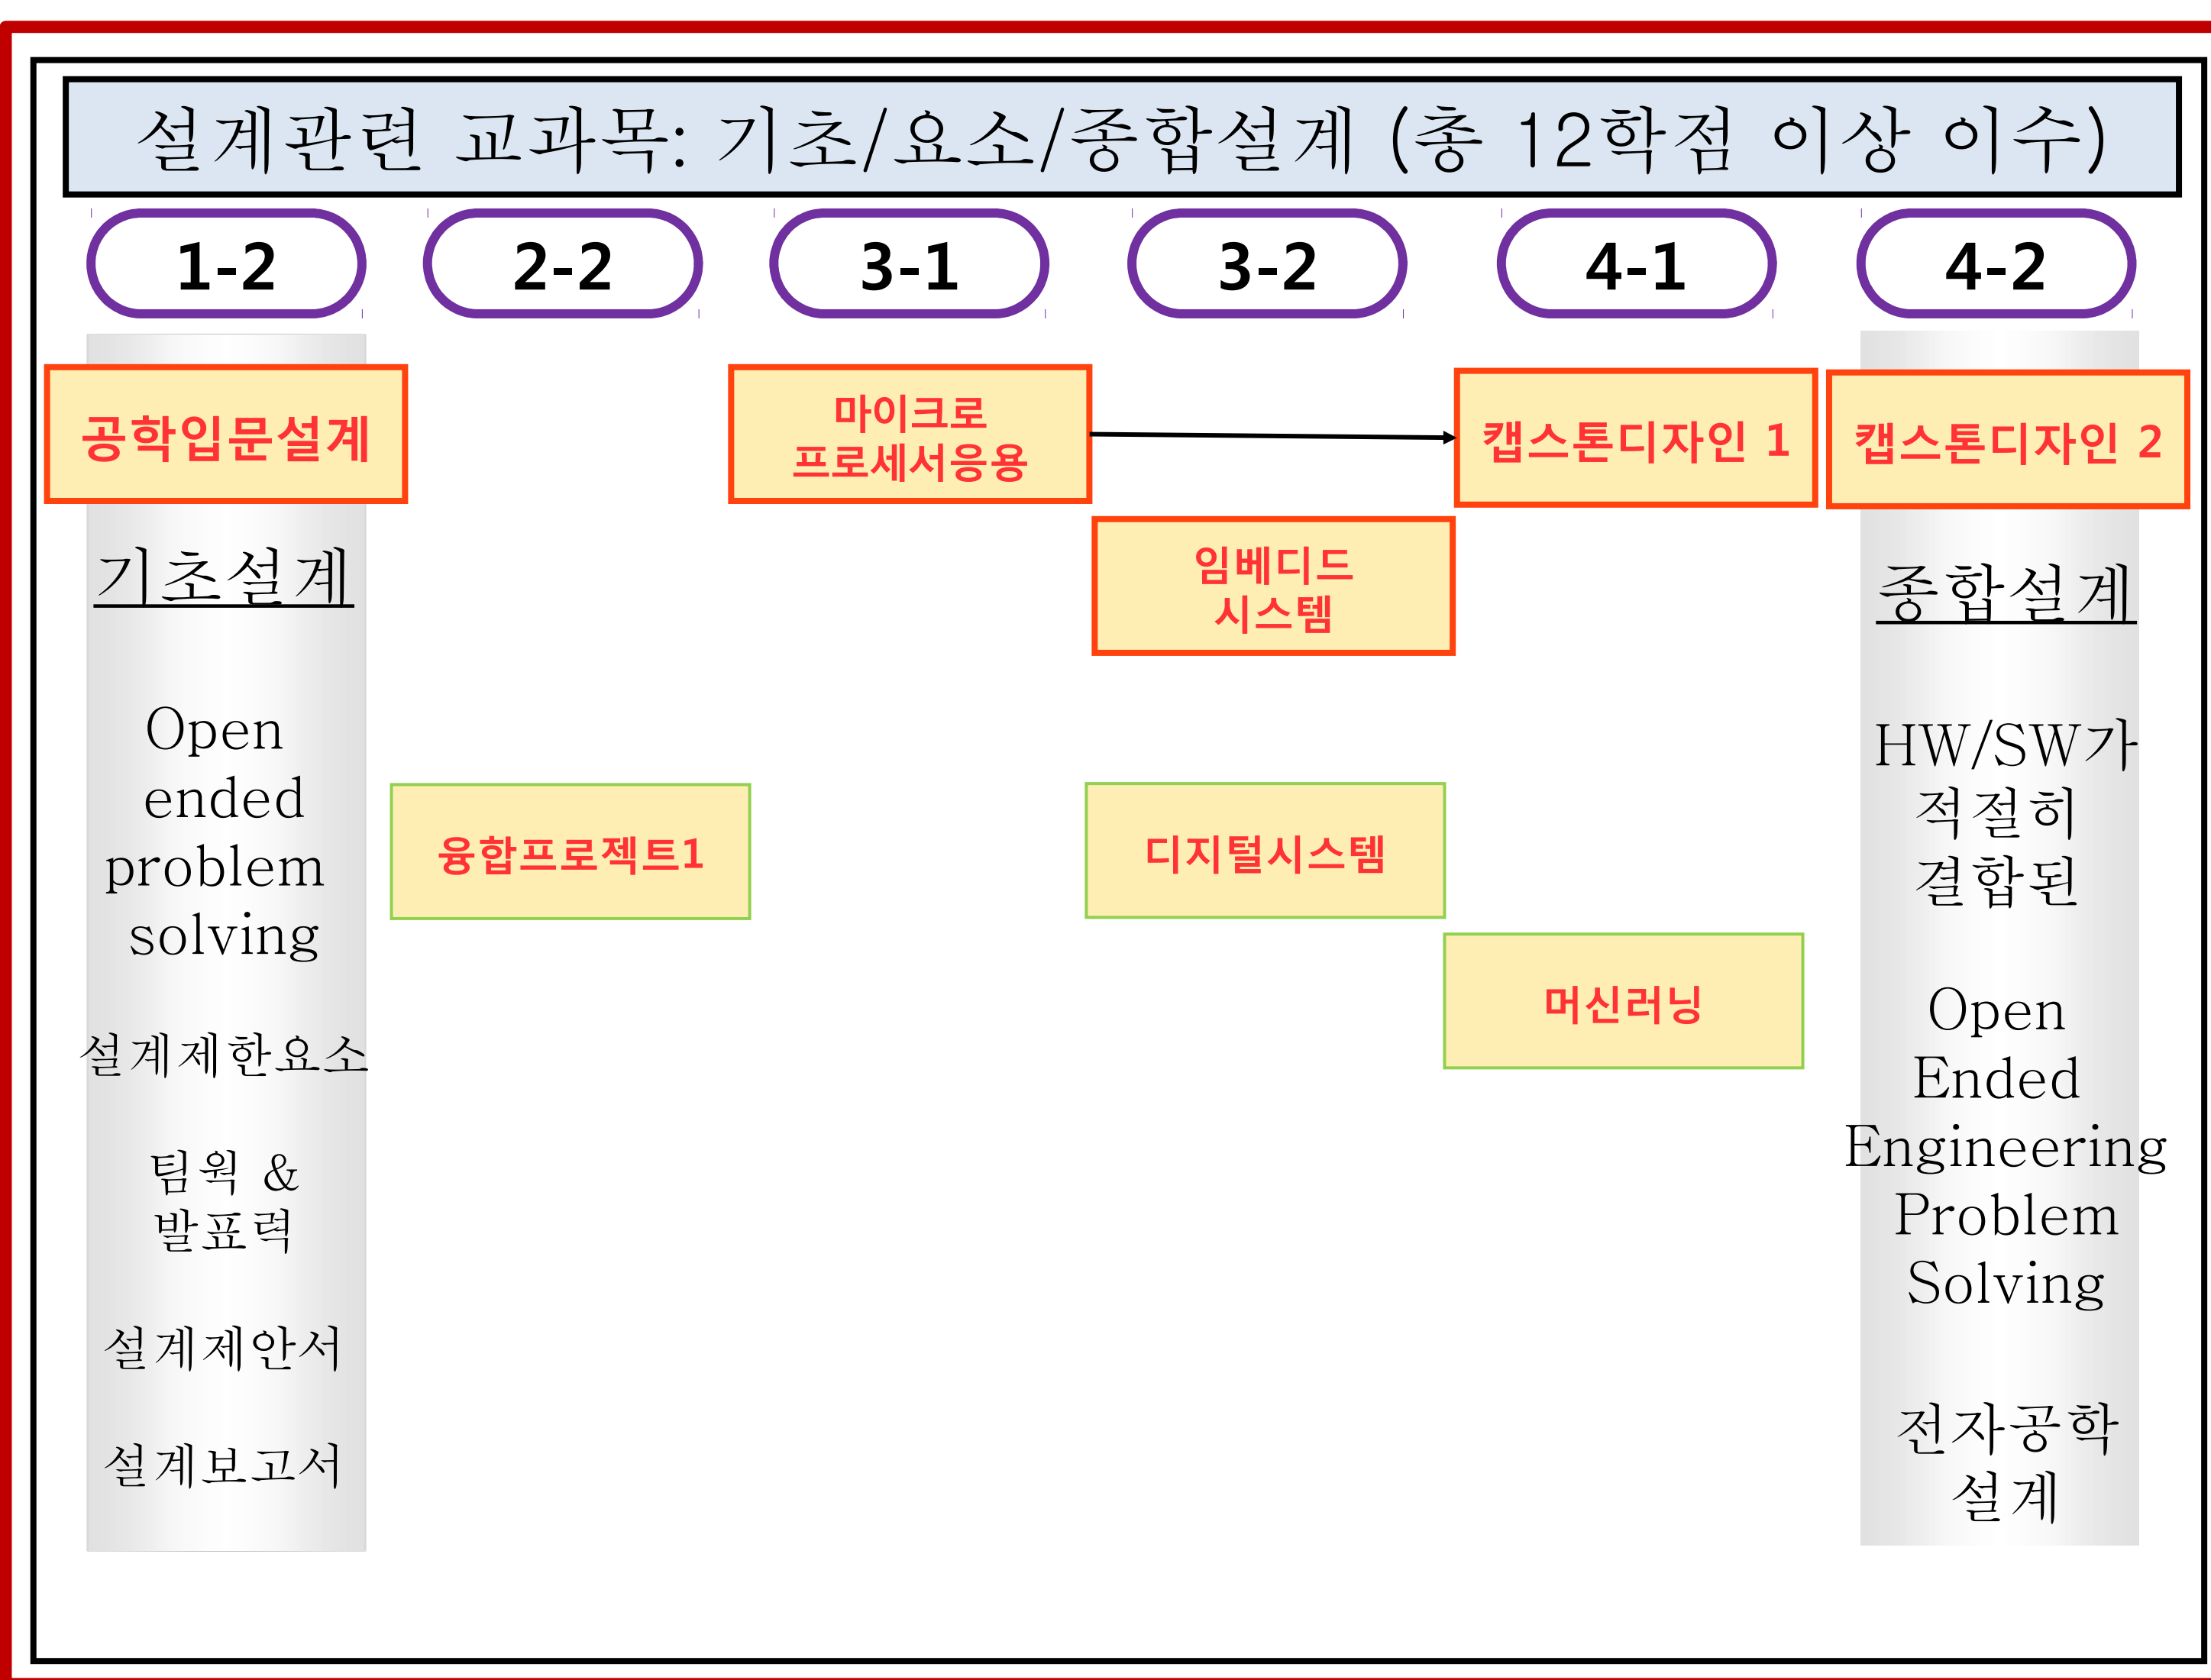 설계관련 교과목: 기초/요소/종합설계 (총 12학점 이상 이수)
1-2
2-2
3-1
3-2
4-1
4-2
공학입문설계
마이크로
프로세서응용
캡스톤디자인 1
캡스톤디자인 2
임베디드
시스템
기초설계
Open
ended
problem
solving
설계제한요소
팀웍 &
발표력
설계제안서
설계보고서
융합프로젝트1
디지털시스템
머신러닝
종합설계
HW/SW가
적절히
결합된
Open
Ended
Engineering
Problem
Solving
전자공학
설계